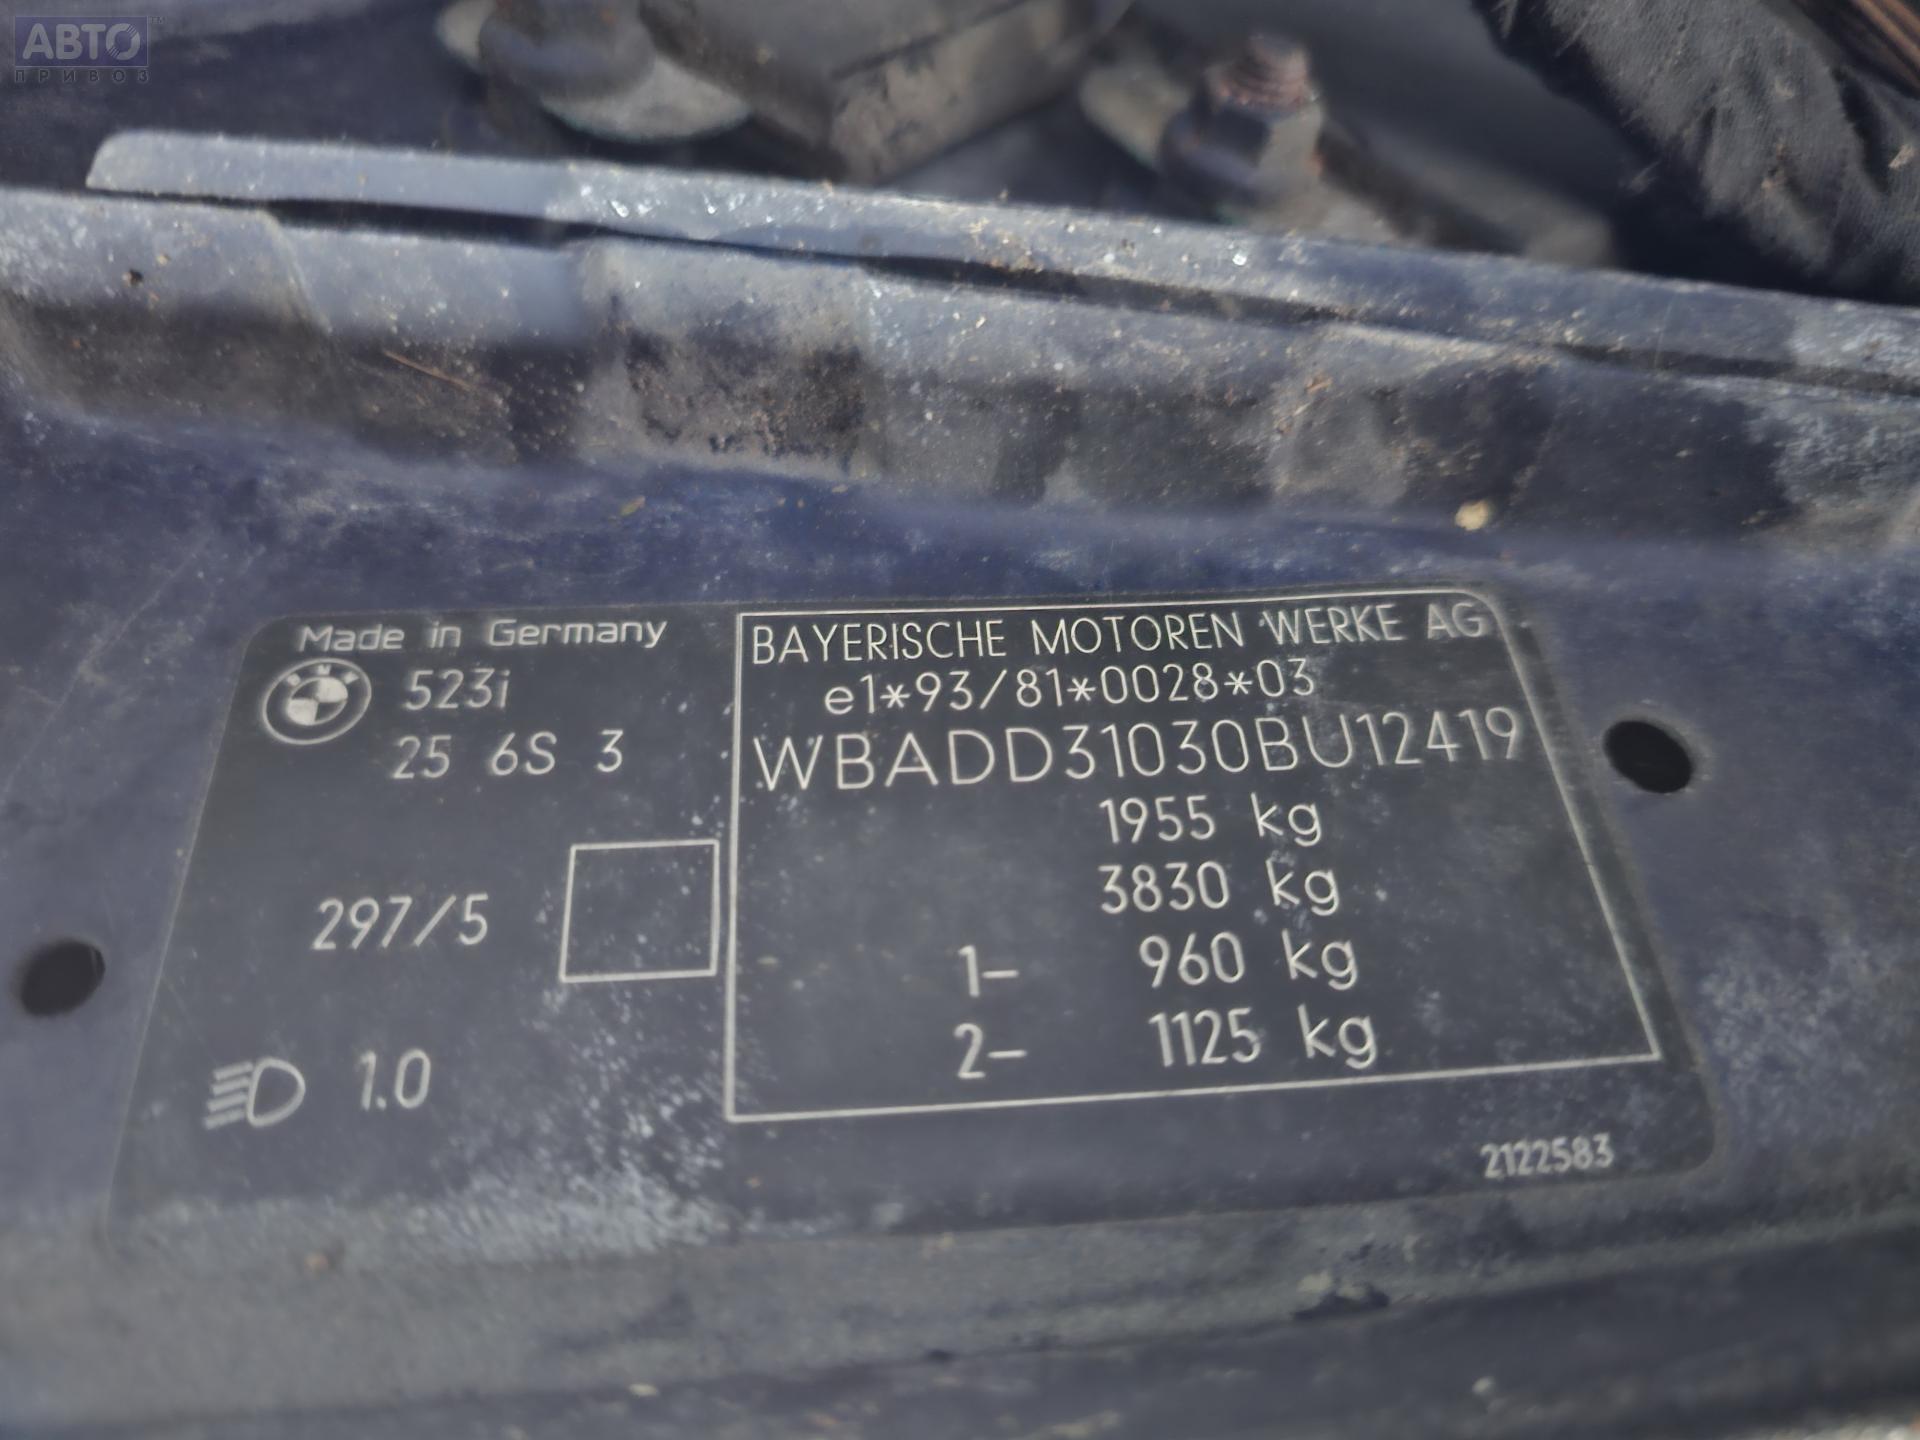 АВТО
ПРИВОЗ
Made in Germany
BMW
523i
25 6S 3
297/5
1.0
BAYERISCHE MOTOREN WERKE AG
e1*93/81*0028*03
WBADD31030BU12419
1955 kg
3830 kg
1- 960 kg
2- 1125 kg
2122583